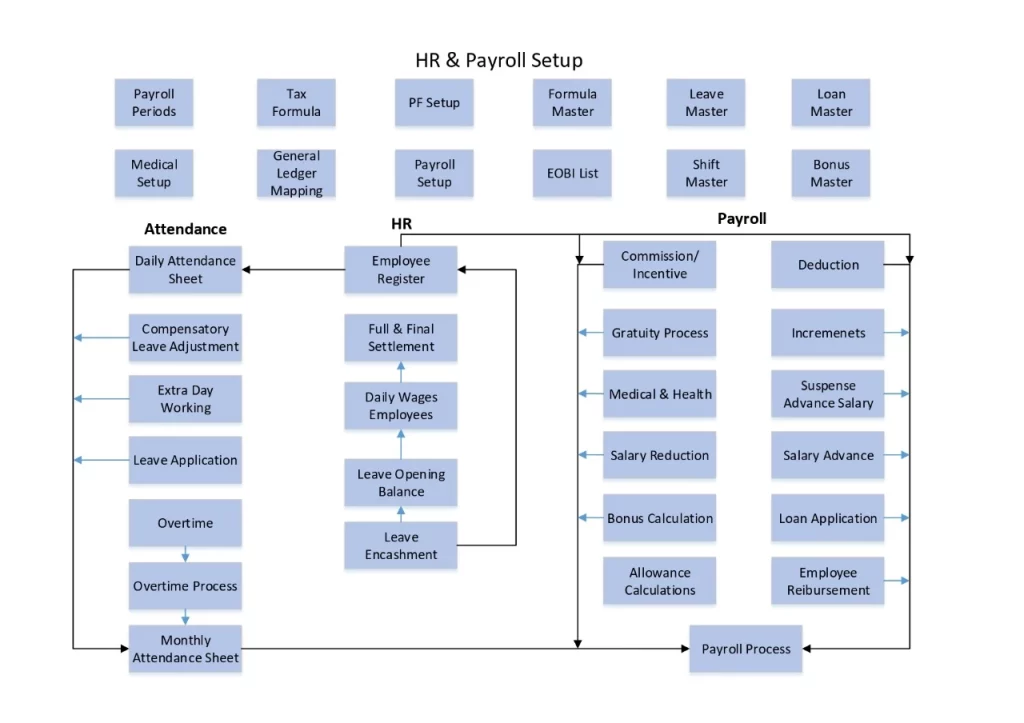 HR & Payroll Setup
Payroll
Periods
Tax
Formula
PF Setup
Formula
Master
Leave
Master
Loan
Master
Medical
Setup
General
Ledger
Mapping
Payroll
Setup
EOBI List
Shift
Master
Bonus
Master
Attendance
Daily Attendance
Sheet
Compensatory
Leave Adjustment
Extra Day
Working
Leave Application
Overtime
Overtime Process
Monthly
Attendance Sheet
HR
Employee
Register
Full & Final
Settlement
Daily Wages
Employees
Leave Opening
Balance
Leave
Encashment
Payroll
Commission/
Incentive
Gratuity Process
Medical & Health
Salary Reduction
Bonus Calculation
Allowance
Calculations
Deduction
Incremenets
Suspense
Advance Salary
Salary Advance
Loan Application
Employee
Reibursement
Payroll Process